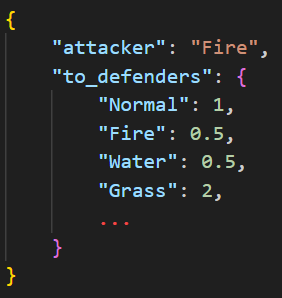 {
    "attacker": "Fire",
    "to_defenders": {
        "Normal": 1,
        "Fire": 0.5,
        "Water": 0.5,
        "Grass": 2,
        ...
    }
}